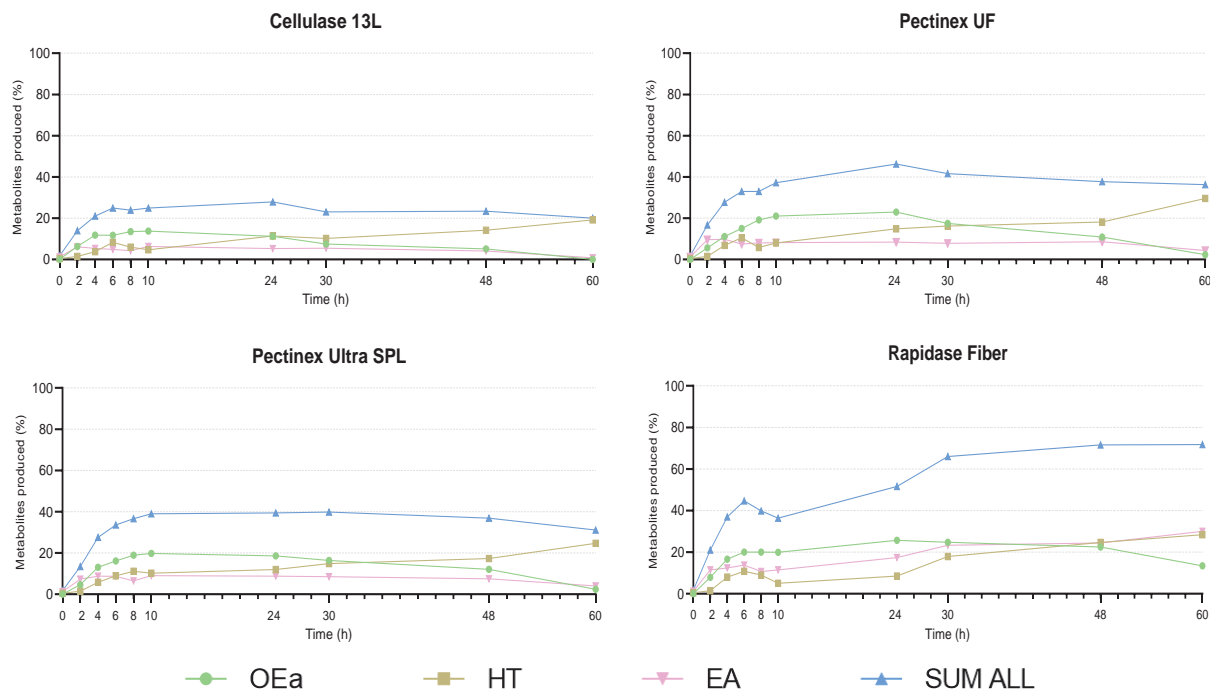 Cellulase 13L
Metabolites produced (%)
100
80
60
40
20
0
0 2 4 6 8 10 24 30 48 60
Time (h)
Pectinex UF
Metabolites produced (%)
100
80
60
40
20
0
0 2 4 6 8 10 24 30 48 60
Time (h)
Pectinex Ultra SPL
Metabolites produced (%)
100
80
60
40
20
0
0 2 4 6 8 10 24 30 48 60
Time (h)
Rapidase Fiber
Metabolites produced (%)
100
80
60
40
20
0
0 2 4 6 8 10 24 30 48 60
Time (h)
OEa HT EA SUM ALL